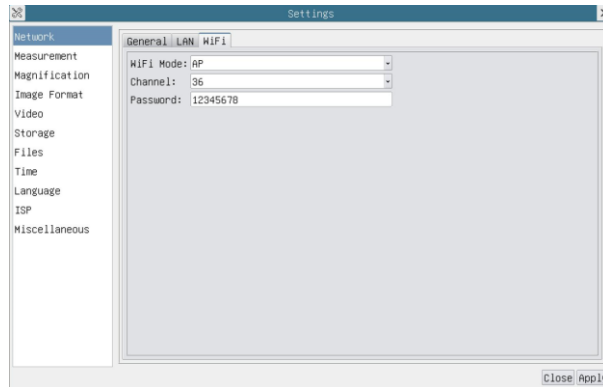 Settings
Network
Measurement
Magnification
Image Format
Video
Storage
Files
Time
Language
ISP
Miscellaneous
General LAN WiFi
WiFi Mode: AP
Channel: 36
Password: 12345678
Close Appl